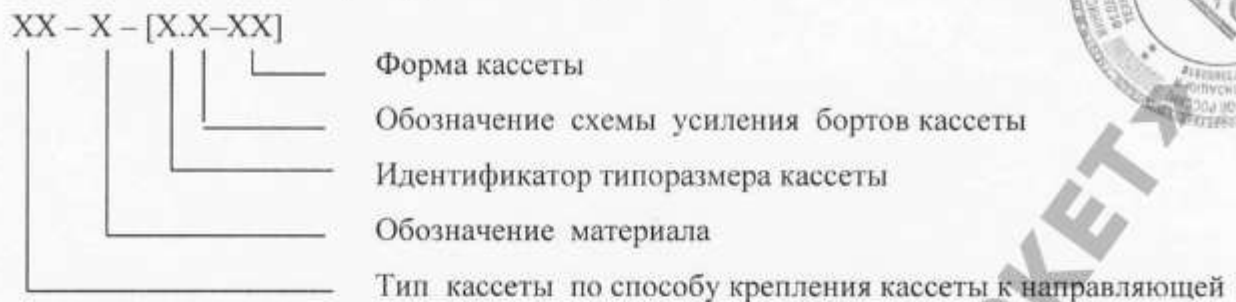 XX – X – [X.X–XX]
Форма кассеты
Обозначение схемы усиления бортов кассеты
Идентификатор типоразмера кассеты
Обозначение материала
Тип кассеты по способу крепления кассеты к направляющей